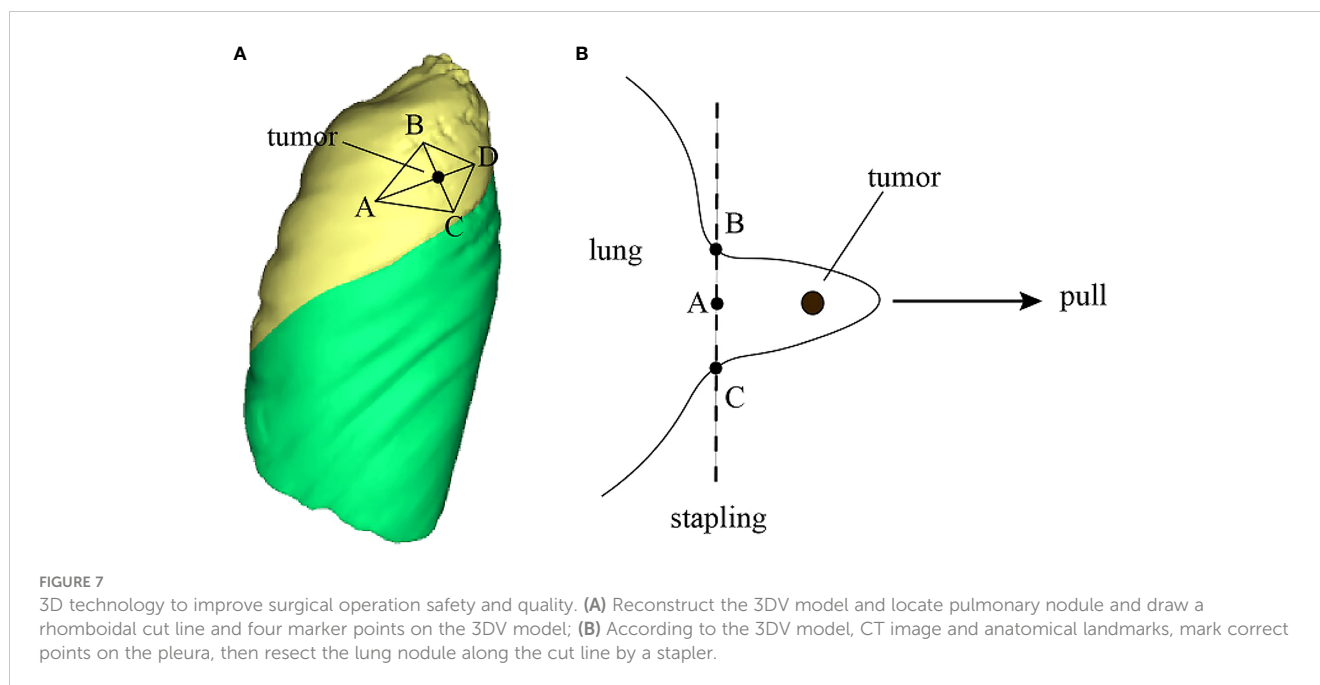 A
B
tumor
B
D
A
C
tumor
B
lung
A
pull
C
stapling
FIGURE 7
3D technology to improve surgical operation safety and quality. (A) Reconstruct the 3DV model and locate pulmonary nodule and draw a
rhomboidal cut line and four marker points on the 3DV model; (B) According to the 3DV model, CT image and anatomical landmarks, mark correct
points on the pleura, then resect the lung nodule along the cut line by a stapler.